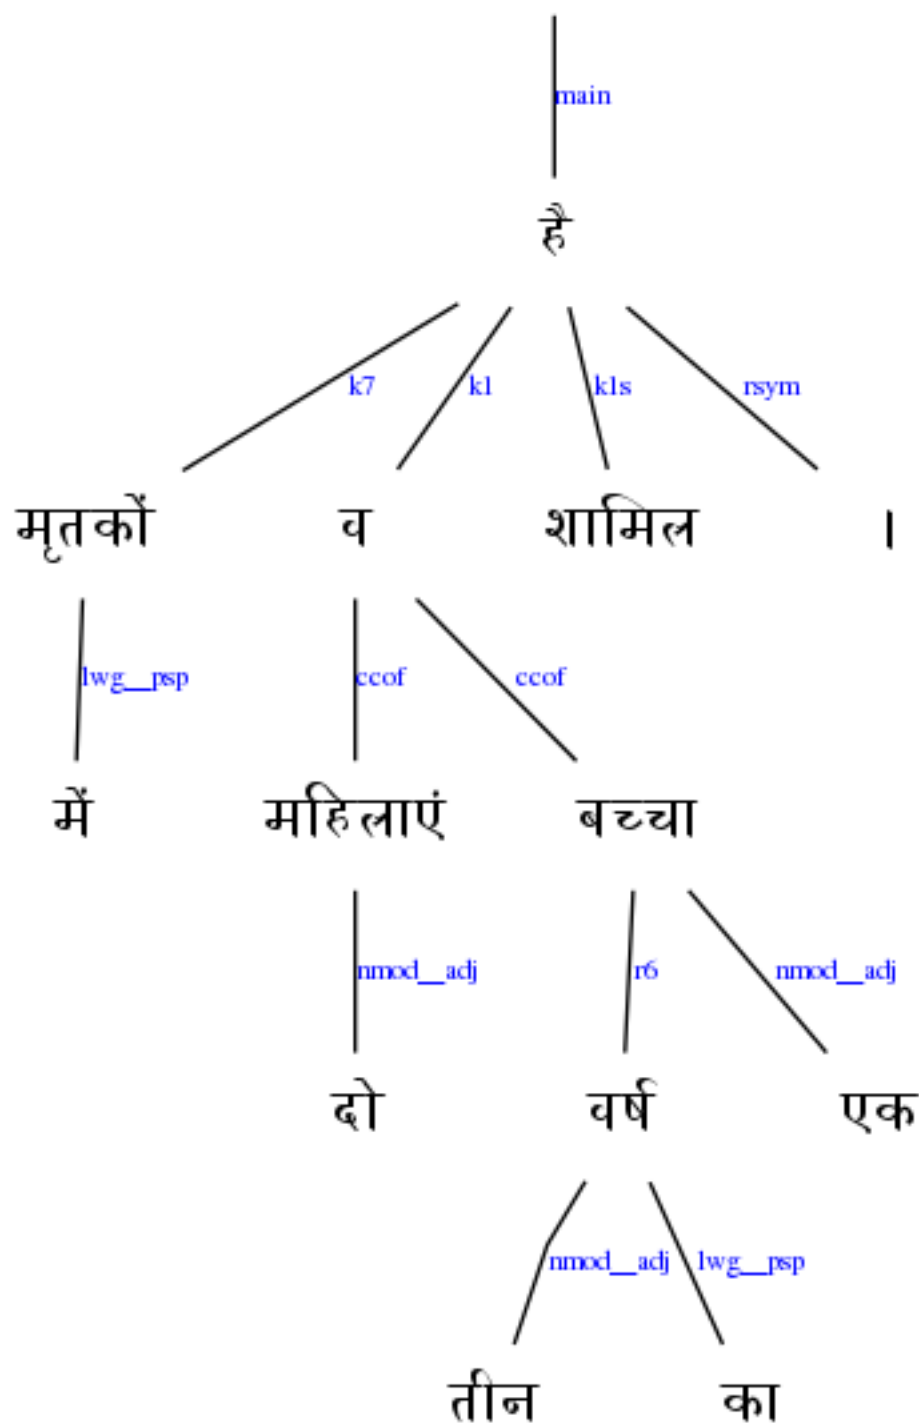 main
है
k7 k1 k1s rsym
मृतकों व शामिल ।
lwg__psp ccof ccof
में महिलाएं बच्चा
nmod__adj r6 nmod__adj
दो वर्ष एक
nmod__adj lwg__psp
तीन का